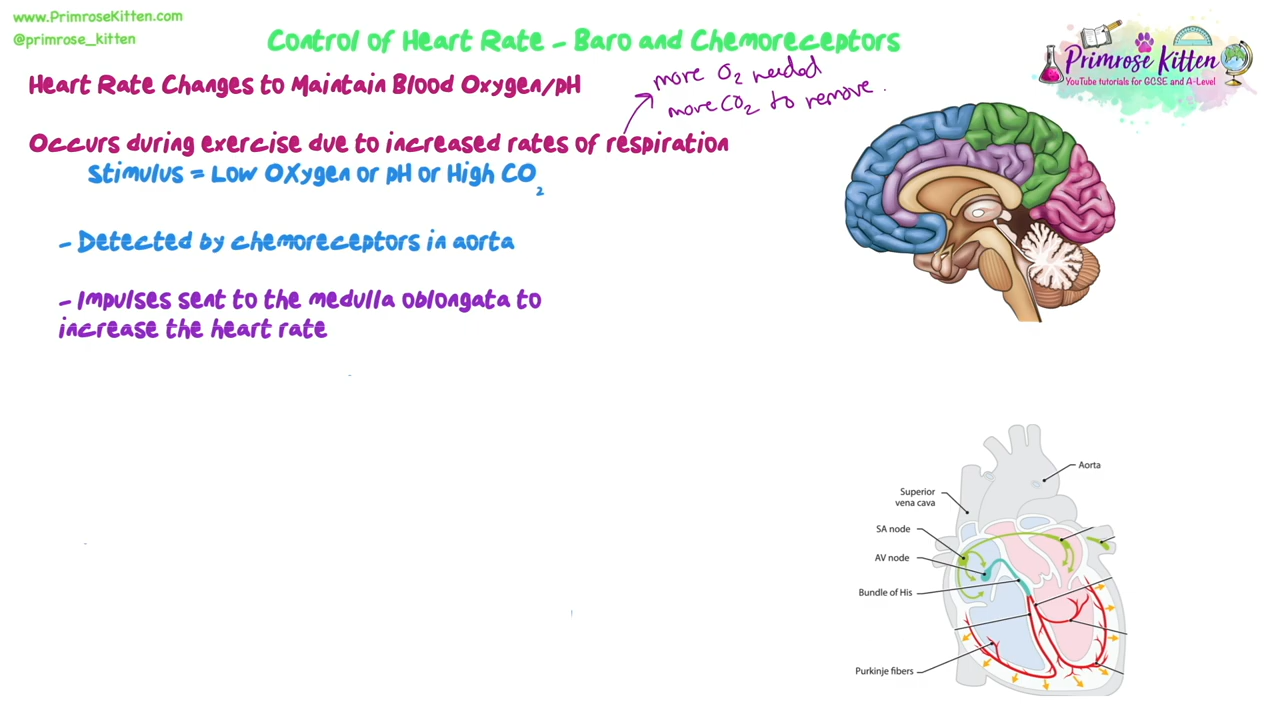 www.PrimroseKitten.com
@primrose_kitten
Control of Heart Rate - Baro and Chemoreceptors
Primrose Kitten
YouTube tutorials for GCSE and A-Level
Heart Rate Changes to Maintain Blood Oxygen/pH
more O2 needed
more CO2 to remove.
Occurs during exercise due to increased rates of respiration
Stimulus = Low OXygen or pH or High CO2
- Detected by chemoreceptors in aorta
- Impulses sent to the medulla oblongata to
increase the heart rate
Aorta
Superior
vena cava
SA node
AV node
Bundle of His
Purkinje fibers